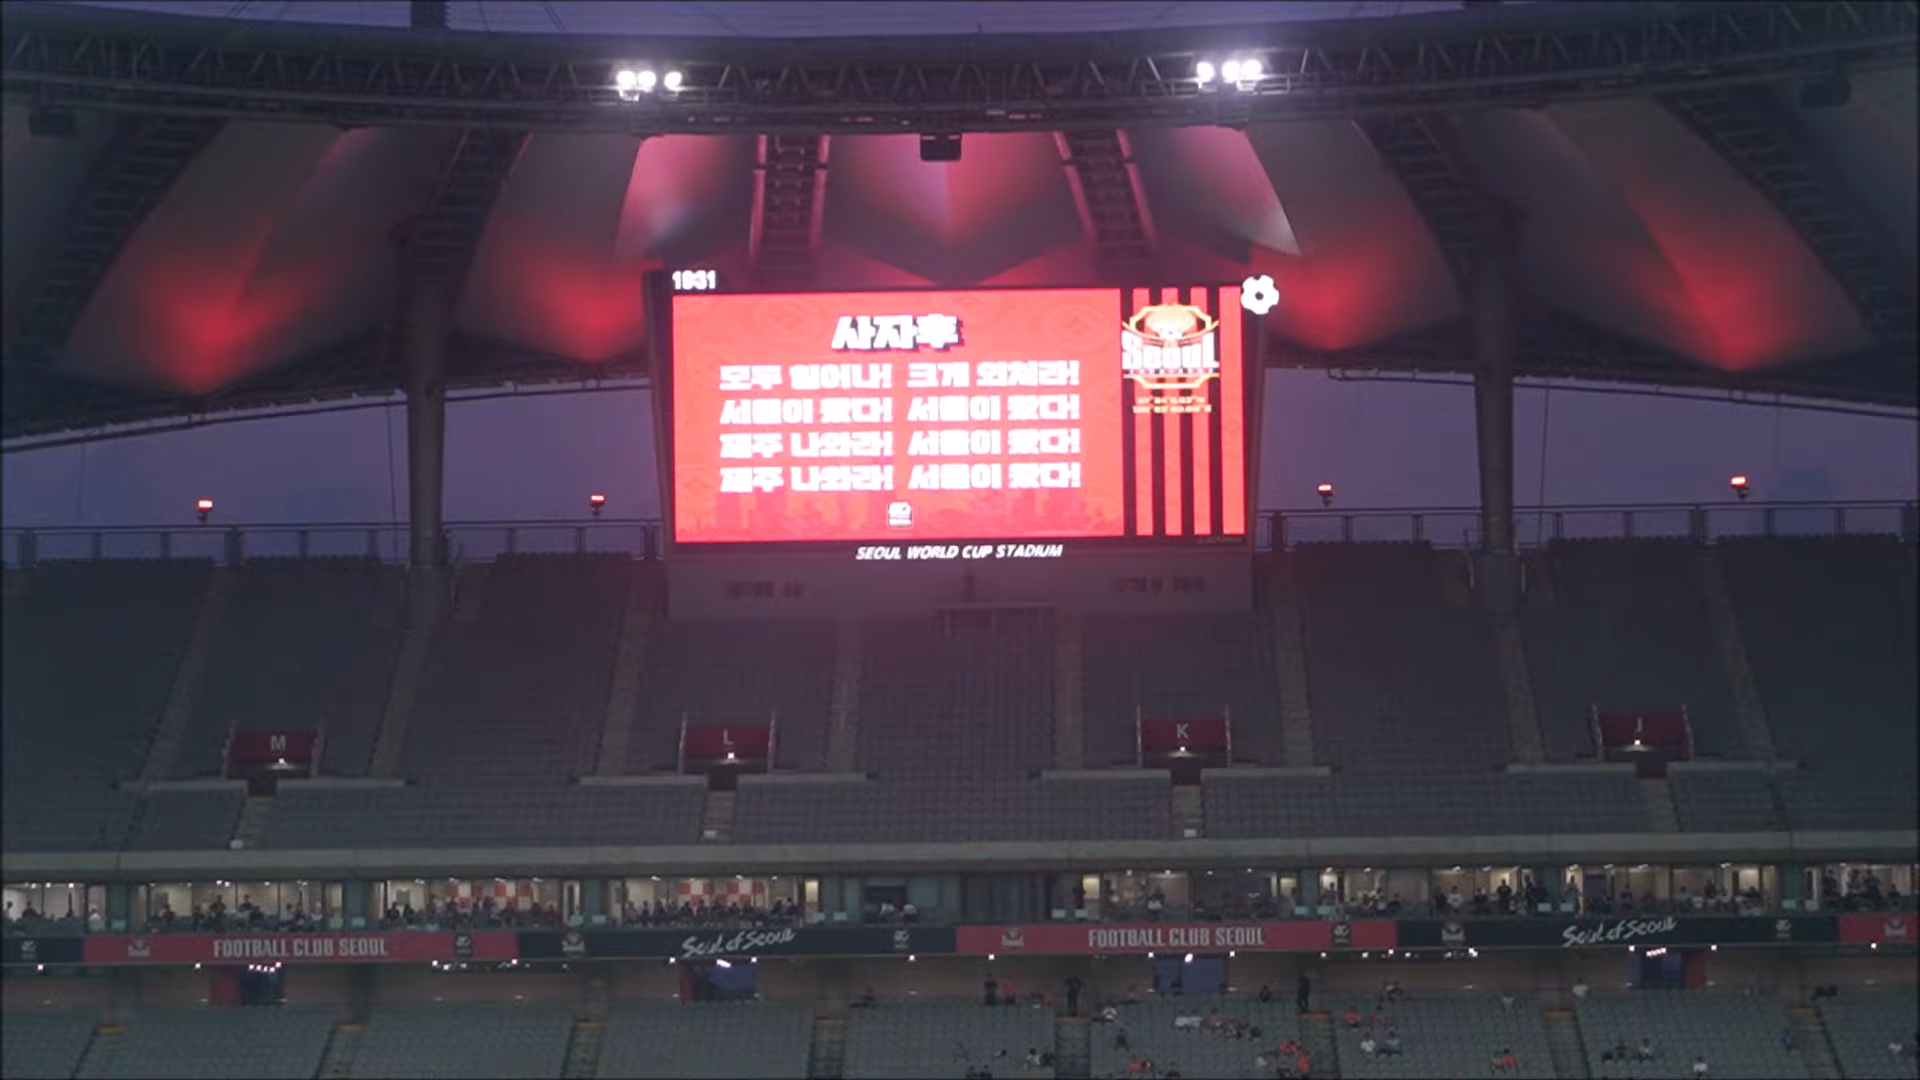 1931
사자후
모두 일어나! 크게 외쳐라!
서울이 왔다! 서울이 왔다!
제주 나와라! 서울이 왔다!
제주 나와라! 서울이 왔다!
Seoul
SEOUL WORLD CUP STADIUM
M
L
K
J
FOOTBALL CLUB SEOUL
Soul of Seoul
FOOTBALL CLUB SEOUL
Soul of Seoul